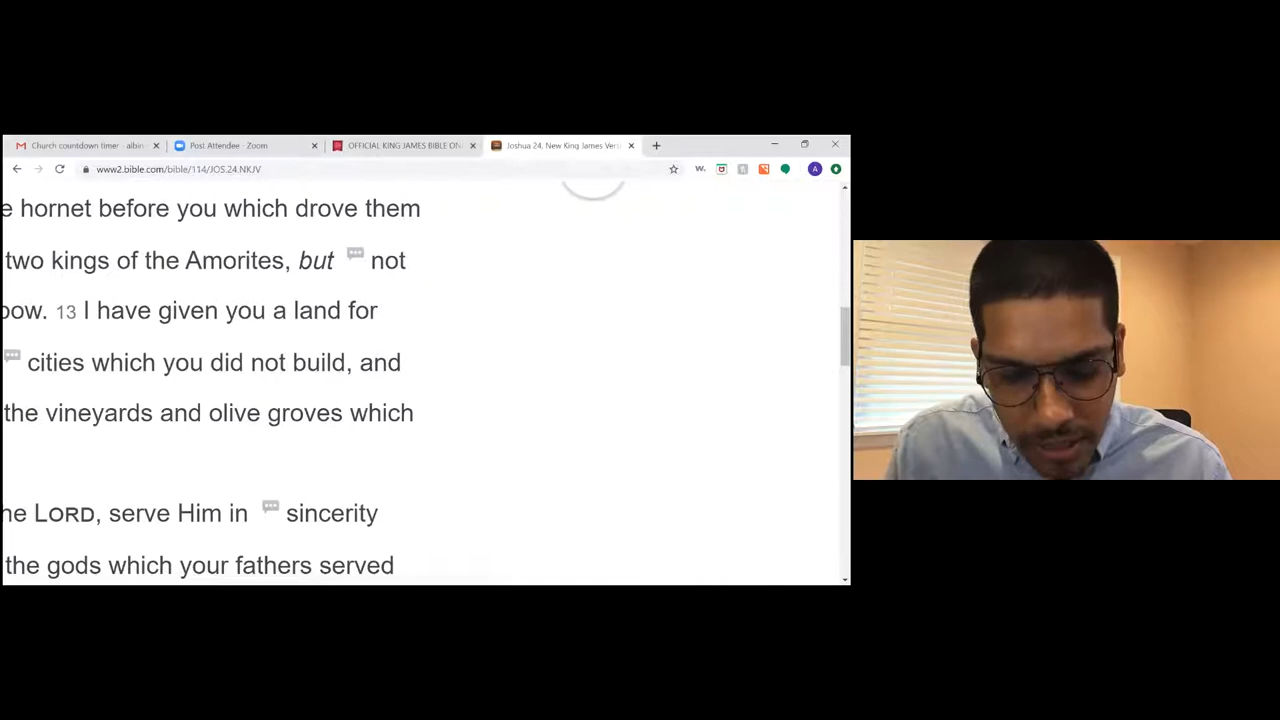 Church countdown timer - albin
Post Attendee - Zoom
OFFICIAL KING JAMES BIBLE ON
Joshua 24, New King James Vers
www2.bible.com/bible/114/JOS.24.NKJV
w.
A
e hornet before you which drove them
two kings of the Amorites, but not
bow. 13 I have given you a land for
cities which you did not build, and
the vineyards and olive groves which
he LORD, serve Him in sincerity
the gods which your fathers served